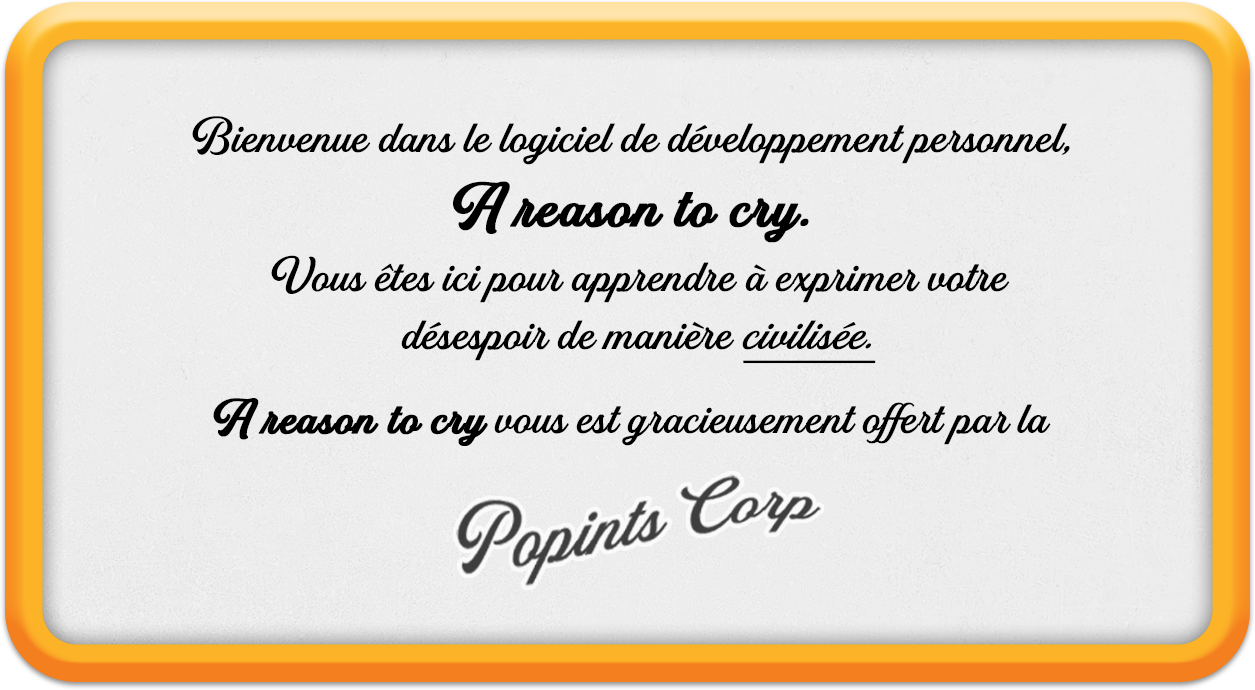 Bienvenue dans le logiciel de développement personnel,
A reason to cry.
Vous êtes ici pour apprendre à exprimer votre
désespoir de manière civilisée.
A reason to cry vous est gracieusement offert par la
Popints Corp